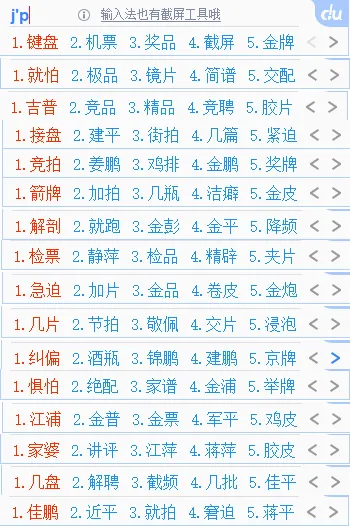 j'p ⓘ 输入法也有截屏工具哦 du
1.键盘 2.机票 3.奖品 4.截屏 5.金牌 < >
1.就怕 2.极品 3.镜片 4.简谱 5.交配 < >
1.吉普 2.竞品 3.精品 4.竞聘 5.胶片 < >
1.接盘 2.建平 3.街拍 4.几篇 5.紧迫 < >
1.竞拍 2.姜鹏 3.鸡排 4.金鹏 5.奖牌 < >
1.箭牌 2.加拍 3.几瓶 4.洁癖 5.金皮 < >
1.解剖 2.就跑 3.金彭 4.金平 5.降频 < >
1.检票 2.静萍 3.检品 4.精辟 5.夹片 < >
1.急迫 2.加片 3.金品 4.卷皮 5.金炮 < >
1.几片 2.节拍 3.敬佩 4.交片 5.浸泡 < >
1.纠偏 2.酒瓶 3.锦鹏 4.建鹏 5.京牌 < >
1.惧怕 2.绝配 3.家谱 4.金浦 5.举牌 < >
1.江浦 2.金普 3.金票 4.军平 5.鸡皮 < >
1.家婆 2.讲评 3.江萍 4.蒋萍 5.胶皮 < >
1.几盘 2.解聘 3.截频 4.几批 5.佳平 < >
1.佳鹏 2.近平 3.就拍 4.窘迫 5.蒋平 < >